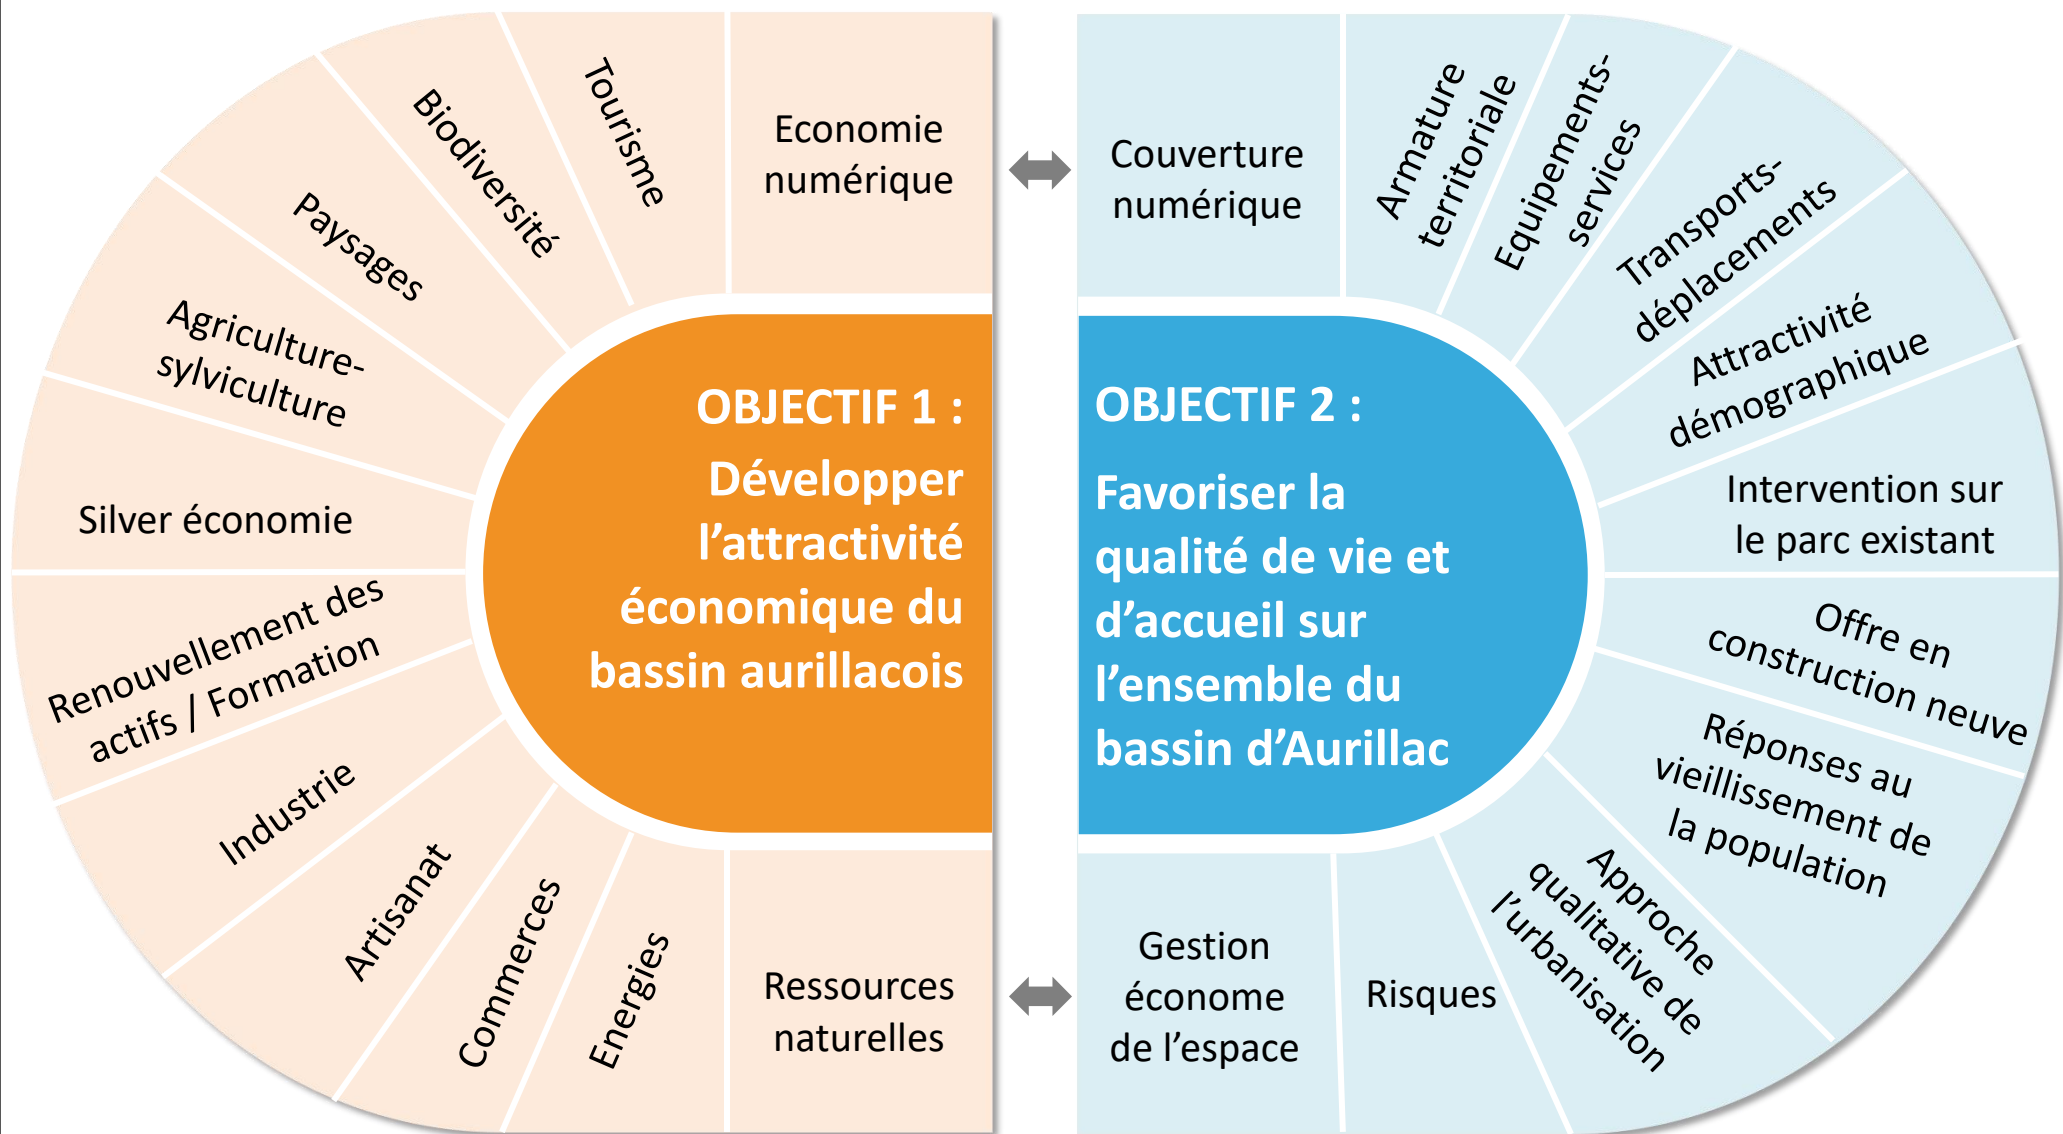 Economie
numérique
Tourisme
Biodiversité
Paysages
Agriculture-
sylviculture
Silver économie
Renouvellement des
actifs / Formation
Industrie
Artisanat
Commerces
Energies
Ressources
naturelles
OBJECTIF 1 :
Développer
l’attractivité
économique du
bassin aurillacois
OBJECTIF 2 :
Favoriser la
qualité de vie et
d’accueil sur
l’ensemble du
bassin d’Aurillac
Couverture
numérique
Armature
territoriale
Equipements-
services
Transports-
déplacements
Attractivité
démographique
Intervention sur
le parc existant
Offre en
construction neuve
Réponses au
vieillissement de
la population
Approche
qualitative de
l’urbanisation
Risques
Gestion
économe
de l’espace